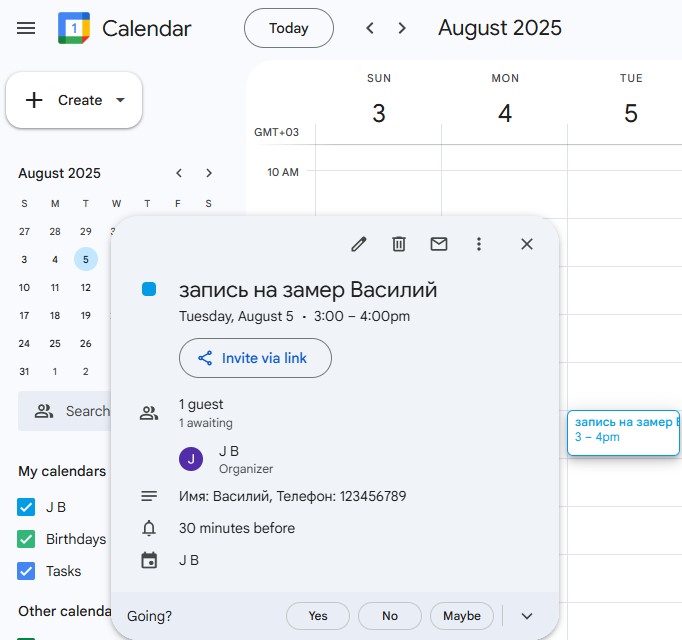 Calendar
Today
August 2025
Create
SUN
MON
TUE
3
4
5
GMT+03
10 AM
August 2025
S M T W T F S
27 28 29
3 4 5
10 11 12
17 18 19
24 25 26
31 1 2
Search
My calendars
J B
Birthdays
Tasks
Other calenda
запись на замер Василий
Tuesday, August 5 · 3:00 – 4:00pm
Invite via link
1 guest
1 awaiting
J
J B
Organizer
Имя: Василий, Телефон: 123456789
30 minutes before
J B
Going?
Yes
No
Maybe
запись на замер
3 – 4pm